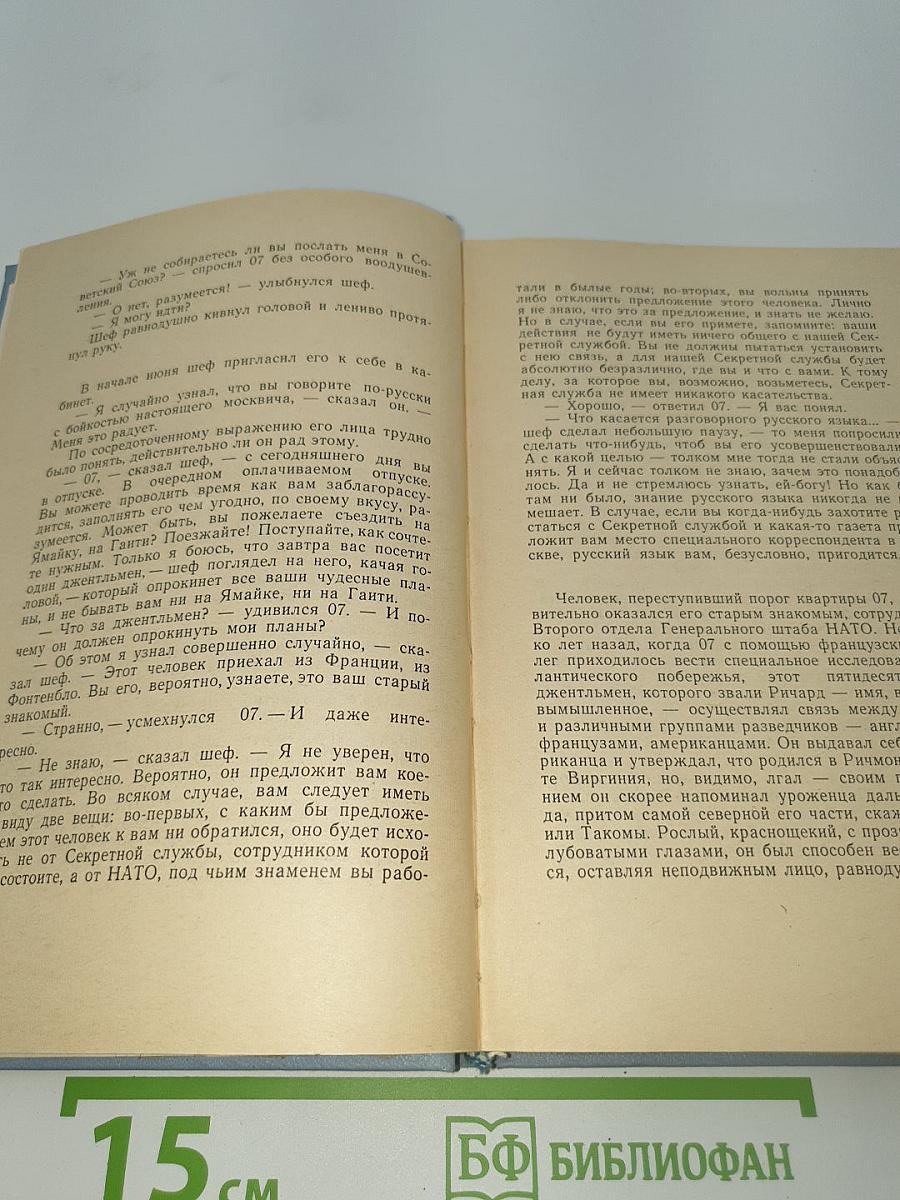 — Уж не собираетесь ли вы послать меня в Со-
ветский Союз? — спросил 07 без особого воодушев-
ления.
— О нет, разумеется! — улыбнулся шеф.
— Я могу идти?
Шеф равнодушно кивнул головой и лениво протя-
нул руку.
В начале июня шеф пригласил его к себе в ка-
бинет.
— Я случайно узнал, что вы говорите по-русски
с бойкостью настоящего москвича, — сказал он, —
Меня это радует.
По сосредоточенному выражению его лица трудно
было понять, действительно ли он рад этому.
— 07, — сказал шеф, — с сегодняшнего дня вы
в отпуске. В очередном оплачиваемом отпуске.
Вы можете проводить время как вам заблагорассу-
дится, заполнять его чем угодно, по своему вкусу, ра-
зумеется. Может быть, вы пожелаете съездить на
Ямайку, на Гаити? Поезжайте! Поступайте, как сочте-
те нужным. Только я боюсь, что завтра вас посетит
один джентльмен, — шеф поглядел на него, качая го-
ловой, — который опрокинет все ваши чудесные пла-
ны, и не бывать вам ни на Ямайке, ни на Гаити.
— Что за джентльмен? — удивился 07. — И по-
чему он должен опрокинуть мои планы?
— Об этом я узнал совершенно случайно, — ска-
зал шеф. — Этот человек приехал из Франции, из
Фонтенбло. Вы его, вероятно, узнаете, это ваш старый
знакомый.
— Странно, — усмехнулся 07. — И даже инте-
ресно.
— Не знаю, — сказал шеф. — Я не уверен, что
это так интересно. Вероятно, он предложит вам кое-
что сделать. Во всяком случае, вам следует иметь
виду две вещи: во-первых, с каким бы предложе-
ем этот человек к вам ни обратился, оно будет исхо-
ть не от Секретной службы, сотрудником которой
состоите, а от НАТО, под чьим знаменем вы рабо-
тали в былые годы; во-вторых, вы вольны принять
либо отклонить предложение этого человека. Лично
я не знаю, что это за предложение, и знать не желаю.
Но в случае, если вы его примете, запомните: ваши
действия не будут иметь ничего общего с нашей Сек-
ретной службой. Вы не должны пытаться установить
с нею связь, а для нашей Секретной службы будет
абсолютно безразлично, где вы и что с вами. К тому
делу, за которое вы, возможно, возьметесь, Секрет-
ная служба не имеет никакого касательства.
— Хорошо, — ответил 07. — Я вас понял.
— Что касается разговорного русского языка... —
шеф сделал небольшую паузу, — то меня попросили
сделать что-нибудь, чтоб вы его усовершенствовали
А с какой целью — толком мне тогда не стали объяс
нять. Я и сейчас толком не знаю, зачем это понадоб
лось. Да и не стремлюсь узнать, ей-богу! Но как б
там ни было, знание русского языка никогда не
мешает. В случае, если вы когда-нибудь захотите р
статься с Секретной службой и какая-то газета пр
ложит вам место специального корреспондента в
скве, русский язык вам, безусловно, пригодится.
Человек, переступивший порог квартиры 07,
вительно оказался его старым знакомым, сотруд
Второго отдела Генерального штаба НАТО. Не
ко лет назад, когда 07 с помощью французски
лег приходилось вести специальное исследова
лантического побережья, этот пятидесят
джентльмен, которого звали Ричард — имя, в
вымышленное, — осуществлял связь между
и различными группами разведчиков — англ
французами, американцами. Он выдавал себ
риканца и утверждал, что родился в Ричмон
те Виргиния, но, видимо, лгал — своим п
нием он скорее напоминал уроженца даль
да, притом самой северной его части, скаж
или Такомы. Рослый, краснощекий, с проз
лубоватыми глазами, он был способен ве
ся, оставляя неподвижным лицо, равноду
15 см
БФ БИБЛИОФАН